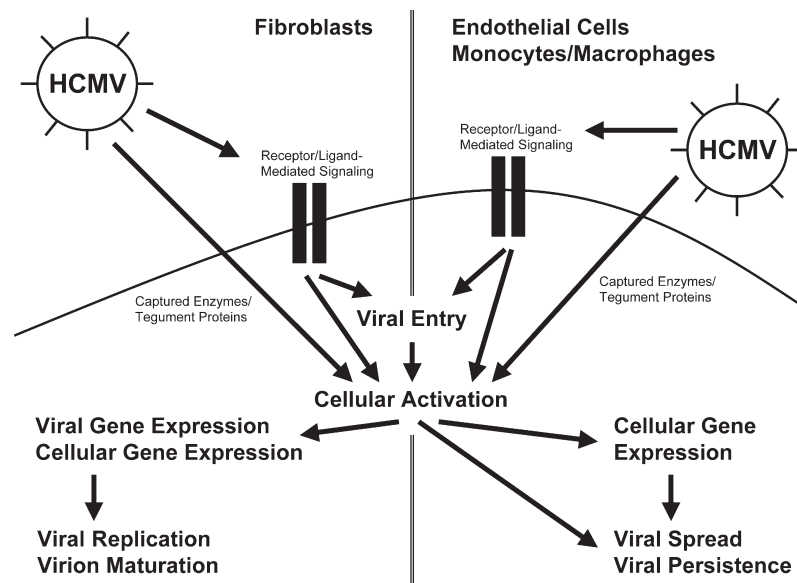 Fibroblasts
Endothelial Cells
Monocytes/Macrophages
HCMV
HCMV
Receptor/Ligand-
Mediated Signaling
Receptor/Ligand-
Mediated Signaling
Captured Enzymes/
Tegument Proteins
Captured Enzymes/
Tegument Proteins
Viral Entry
Cellular Activation
Viral Gene Expression
Cellular Gene Expression
Cellular Gene
Expression
Viral Replication
Virion Maturation
Viral Spread
Viral Persistence